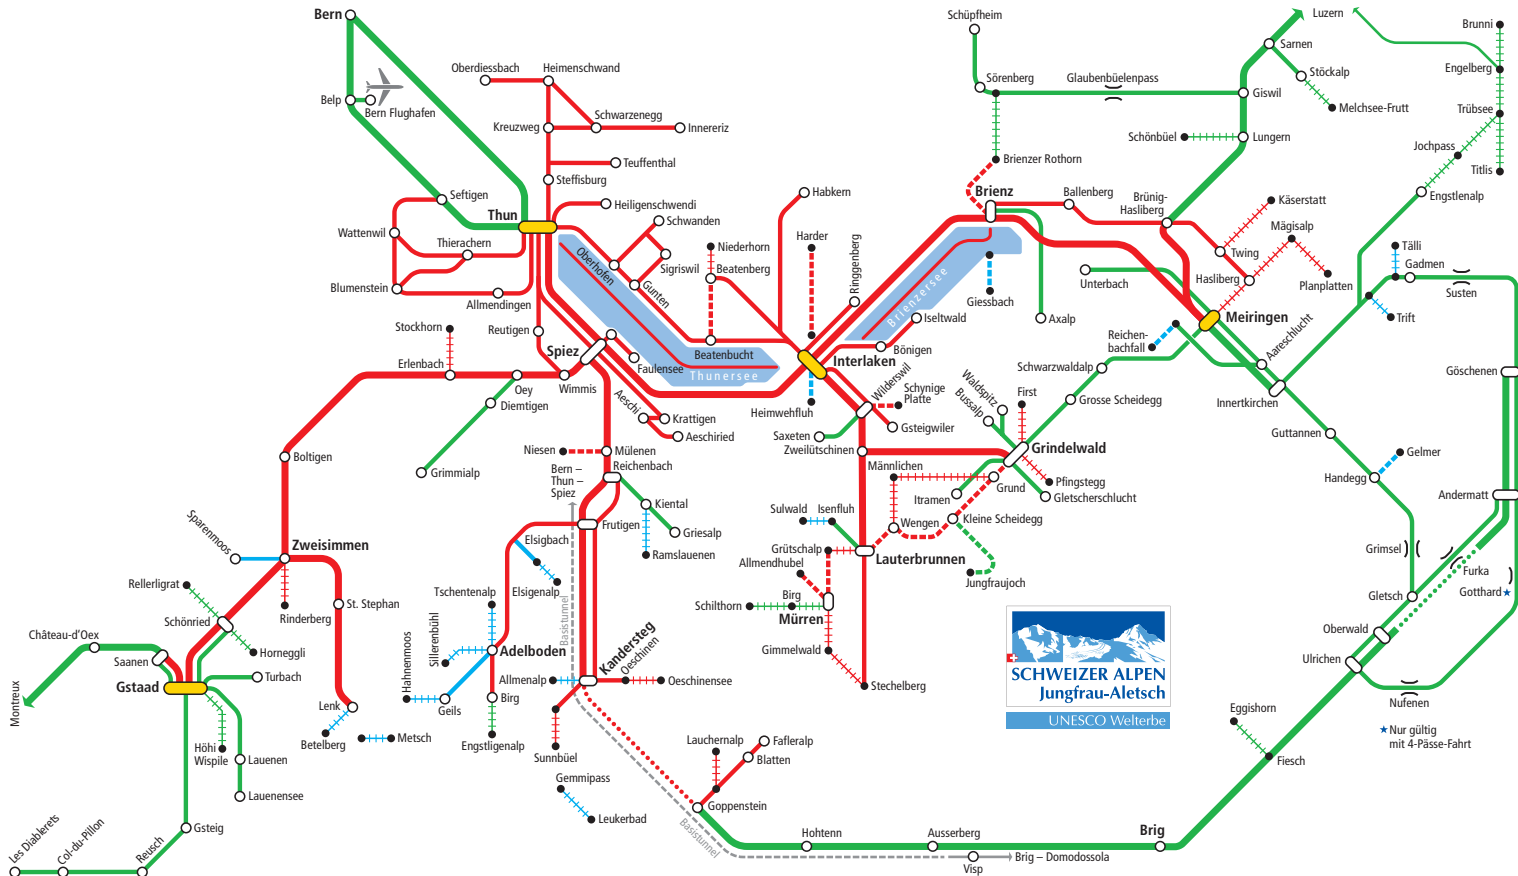 Bern
Belp
Bern Flughafen
Oberdiessbach
Heimenschwand
Schwarzenegg
Kreuzweg
Innereriz
Teuffenthal
Steffisburg
Seftigen
Thun
Heiligenschwendi
Schwanden
Wattenwil
Thierachern
Sigriswil
Oberhofen
Gunten
Niederhorn
Beatenberg
Blumenstein
Allmendingen
Reutigen
Stockhorn
Erlenbach
Spiez
Faulensee
Beatenbucht
Thunersee
Wimmis
Oey
Diemtigen
Grimmialp
Aeschi
Krattigen
Aeschiried
Habkern
Harder
Ringgenberg
Interlaken
Heimwehfluh
Schüpfheim
Sörenberg
Glaubenbüelenpass
Brienzer Rothorn
Brienz
Brienzersee
Giessbach
Iseltwald
Bönigen
Axalp
Ballenberg
Brünig-
Hasliberg
Luzern
Sarnen
Stöckalp
Melchsee-Frutt
Giswil
Schönbüel
Lungern
Brunni
Engelberg
Trübsee
Jochpass
Titlis
Engstlenalp
Käserstatt
Mägisalp
Twing
Hasliberg
Planplatten
Tälli
Gadmen
Susten
Trift
Unterbach
Meiringen
Reichen-
bachfall
Aareschlucht
Innertkirchen
Schwarzwaldalp
Grosse Scheidegg
Göschenen
Guttannen
Handegg
Gelmer
Andermatt
Grimsel
Furka
Gotthard
Gletsch
Oberwald
Ulrichen
Nufenen
Nur gültig
mit 4-Pässe-Fahrt
Eggishorn
Fiesch
Brig
Wilderswil
Schynige
Platte
Gsteigwiler
Saxeten
Zweilütschinen
Waldspitz
Bussalp
First
Grindelwald
Pfingstegg
Gletscherschlucht
Grund
Itramen
Männlichen
Wengen
Kleine Scheidegg
Jungfraujoch
Sulwald
Isenfluh
Grütschalp
Lauterbrunnen
Allmendhubel
Birg
Schilthorn
Mürren
Gimmelwald
Stechelberg
Niesen
Mülenen
Reichenbach
Bern –
Thun –
Spiez
Kiental
Griesalp
Ramslauenen
Frutigen
Elsigbach
Elsigenalp
Basistunnel
Tschentenalp
Sillerenbühl
Adelboden
Hahnenmoos
Geils
Birg
Engstligenalp
Kandersteg
Oeschinen
Oeschinensee
Allmenalp
Sunnbüel
Gemmipass
Leukerbad
Boltigen
Sparenmoos
Zweisimmen
Rinderberg
St. Stephan
Lenk
Betelberg
Metsch
Rellerligrat
Schönried
Horneggli
Château-d'Oex
Saanen
Gstaad
Turbach
Montreux
Höhi
Wispile
Lauenen
Lauenensee
Gsteig
Reusch
Col-du-Pillon
Les Diablerets
Lauchernalp
Fafleralp
Blatten
Goppenstein
Basistunnel
Hohtenn
Ausserberg
Visp
Brig – Domodossola
SCHWEIZER ALPEN
Jungfrau-Aletsch
UNESCO Welterbe